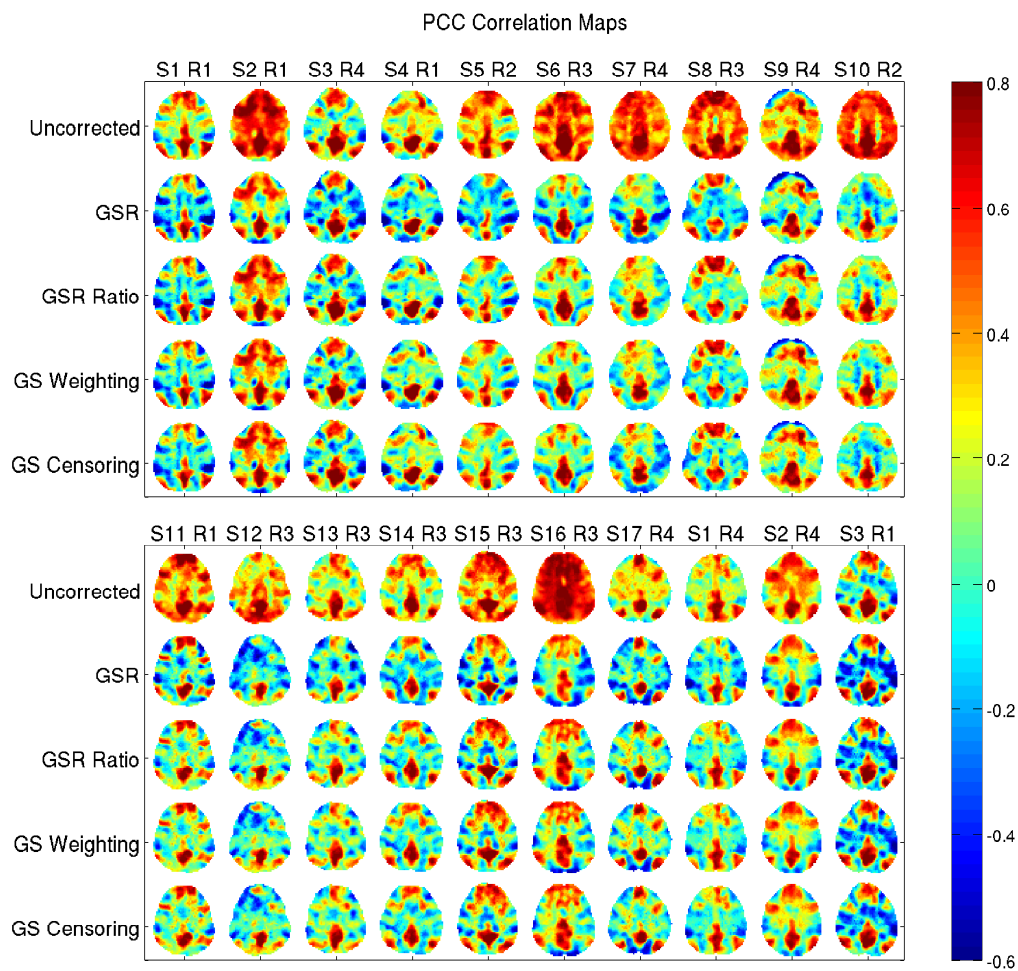 PCC Correlation Maps
S1 R1 S2 R1 S3 R4 S4 R1 S5 R2 S6 R3 S7 R4 S8 R3 S9 R4 S10 R2
Uncorrected
GSR
GSR Ratio
GS Weighting
GS Censoring
S11 R1 S12 R3 S13 R3 S14 R3 S15 R3 S16 R3 S17 R4 S1 R4 S2 R4 S3 R1
Uncorrected
GSR
GSR Ratio
GS Weighting
GS Censoring
0.8
0.6
0.4
0.2
0
-0.2
-0.4
-0.6